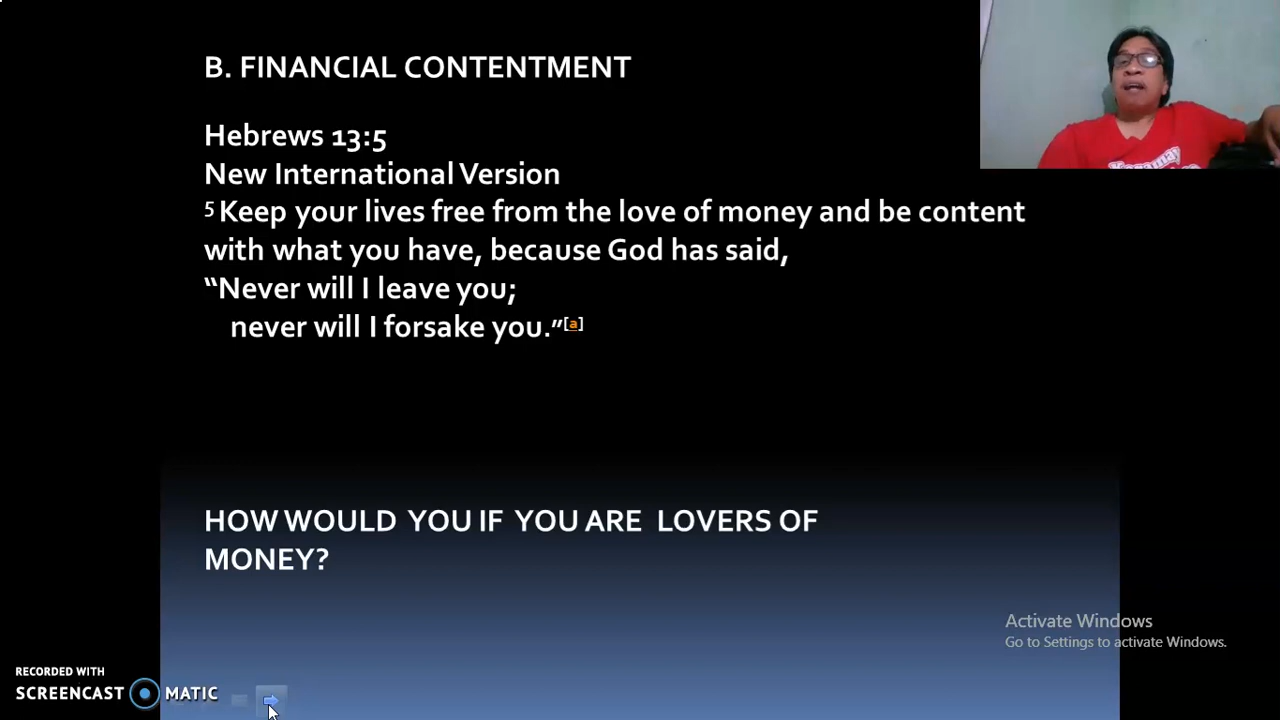 B. FINANCIAL CONTENTMENT
Hebrews 13:5
New International Version
5 Keep your lives free from the love of money and be content
with what you have, because God has said,
“Never will I leave you;
never will I forsake you.”[a]
HOW WOULD YOU IF YOU ARE LOVERS OF
MONEY?
Activate Windows
Go to Settings to activate Windows.
RECORDED WITH
SCREENCAST MATIC